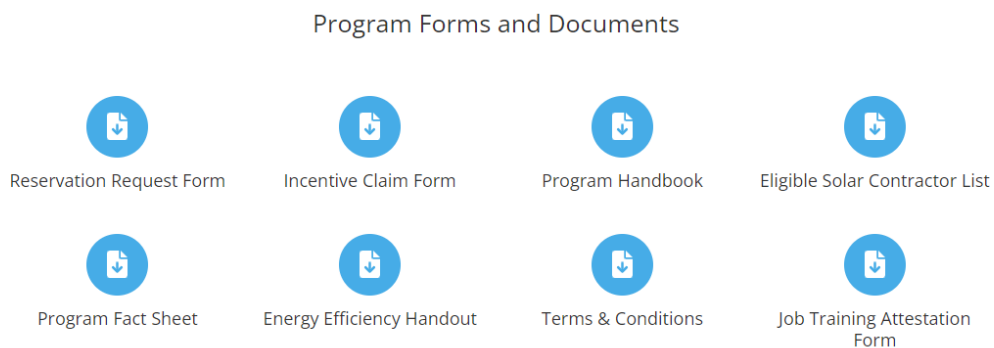 Program Forms and Documents
Reservation Request Form
Incentive Claim Form
Program Handbook
Eligible Solar Contractor List
Program Fact Sheet
Energy Efficiency Handout
Terms & Conditions
Job Training Attestation
Form